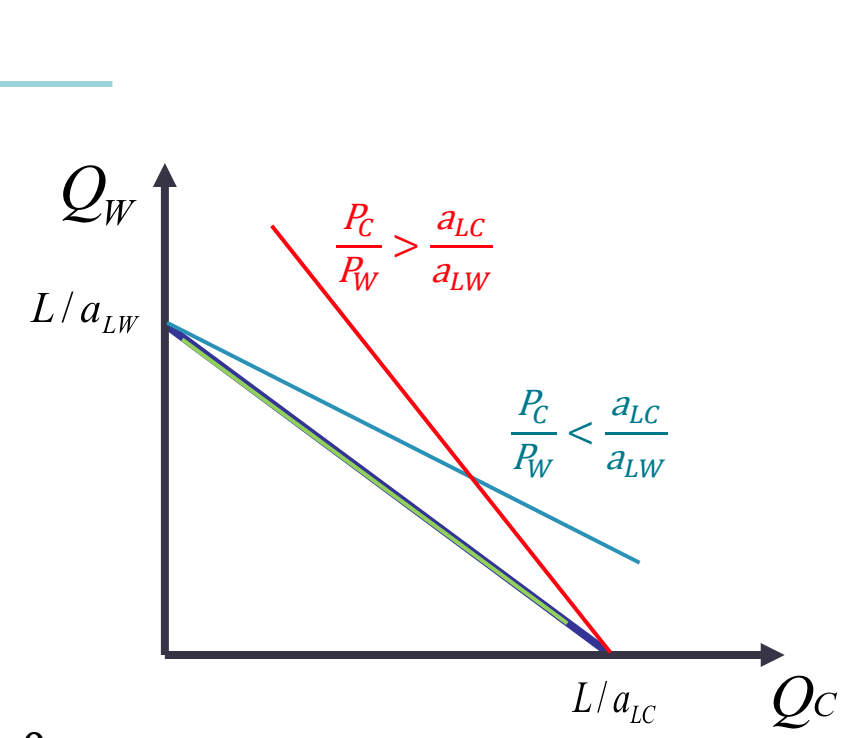 Q_W
P_C/P_W > a_LC/a_LW
L/a_LW
P_C/P_W < a_LC/a_LW
L/a_LC
Q_C